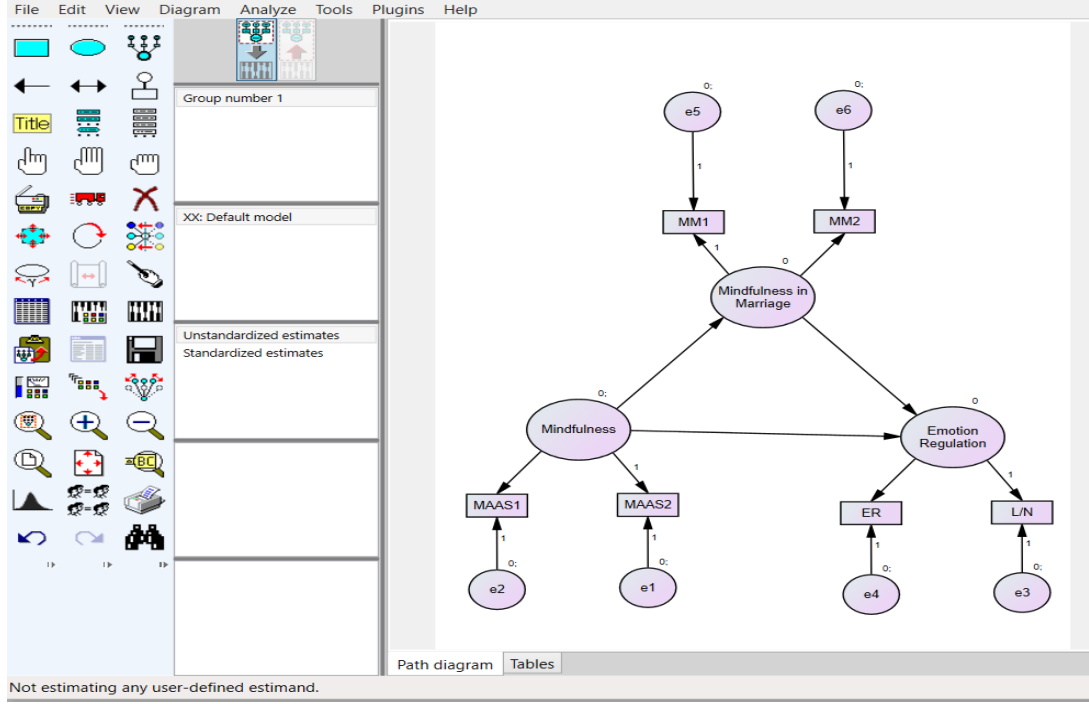 File Edit View Diagram Analyze Tools Plugins Help
Title
COPY
γ
ABC
Group number 1
XX: Default model
Unstandardized estimates
Standardized estimates
0;
e5
0;
e6
1
1
MM1
MM2
1
0
Mindfulness in
Marriage
0;
Mindfulness
0
Emotion
Regulation
1
1
MAAS1
MAAS2
ER
L/N
1
1
1
1
0;
e2
0;
e1
0;
e4
0;
e3
Path diagram Tables
Not estimating any user-defined estimand.